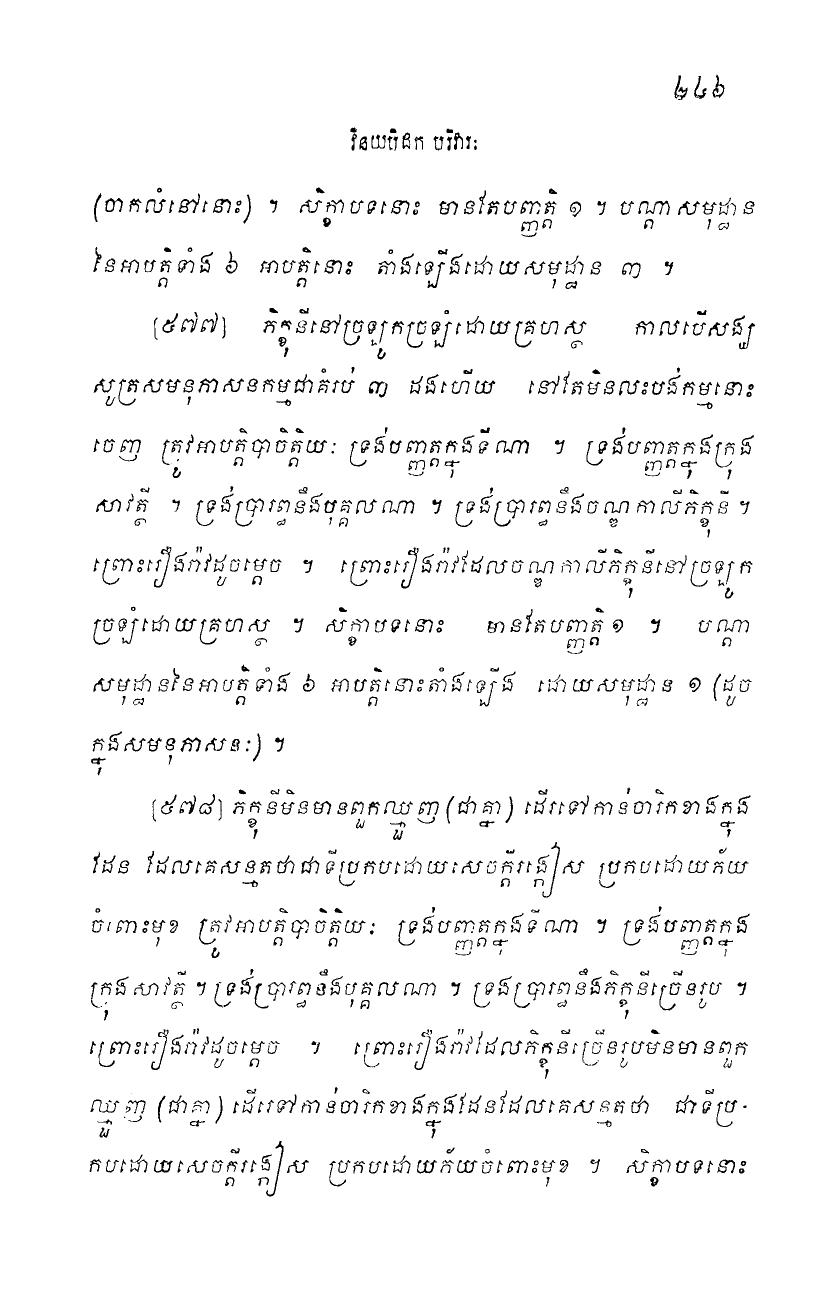 ២៤៦
វិនយបិដក បរិវារៈ
(ចាកលំនៅនោះ) ។ សិក្ខាបទនោះ មានតែបញ្ញត្តិ ១ ។ បណ្តាសមុដ្ឋាន
នៃអាបត្តិទាំង ៦ អាបត្តិនោះ តាំងឡើងដោយសមុដ្ឋាន ៣ ។
[៥៧៧] ភិក្ខុនីនៅច្រឡូកច្រឡំដោយគ្រហស្ថ កាលបើសង្ឃ
សូត្រសមនុភាសនកម្មជាគំរប់ ៣ ដងហើយ នៅតែមិនលះបង់កម្មនោះ
ចេញ ត្រូវអាបត្តិបាចិត្តិយៈ ទ្រង់បញ្ញត្តក្នុងទីណា ។ ទ្រង់បញ្ញត្តក្នុងក្រុង
សាវត្ថី ។ ទ្រង់ប្រារព្ធនឹងបុគ្គលណា ។ ទ្រង់ប្រារព្ធនឹងចណ្ឌកាលីភិក្ខុនី ។
ព្រោះរឿងរ៉ាវដូចម្តេច ។ ព្រោះរឿងរ៉ាវដែលចណ្ឌកាលីភិក្ខុនីនៅច្រឡូក
ច្រឡំដោយគ្រហស្ថ ។ សិក្ខាបទនោះ មានតែបញ្ញត្តិ ១ ។ បណ្តា
សមុដ្ឋាននៃអាបត្តិទាំង ៦ អាបត្តិនោះតាំងឡើង ដោយសមុដ្ឋាន ១ (ដូច
ក្នុងសមនុភាសនៈ) ។
[៥៧៨] ភិក្ខុនីមិនមានពួកឈ្មួញ (ជាគ្នា) ដើរទៅកាន់ចារិកខាងក្នុង
ដែន ដែលគេសន្មតថាជាទីប្រកបដោយសេចក្តីរង្កៀស ប្រកបដោយភ័យ
ចំពោះមុខ ត្រូវអាបត្តិបាចិត្តិយៈ ទ្រង់បញ្ញត្តក្នុងទីណា ។ ទ្រង់បញ្ញត្តក្នុង
ក្រុងសាវត្ថី ។ ទ្រង់ប្រារព្ធនឹងបុគ្គលណា ។ ទ្រង់ប្រារព្ធនឹងភិក្ខុនីច្រើនរូប ។
ព្រោះរឿងរ៉ាវដូចម្តេច ។ ព្រោះរឿងរ៉ាវដែលភិក្ខុនីច្រើនរូបមិនមានពួក
ឈ្មួញ (ជាគ្នា) ដើរទៅកាន់ចារិកខាងក្នុងដែនដែលគេសន្មតថា ជាទីប្រ-
កបដោយសេចក្តីរង្កៀស ប្រកបដោយភ័យចំពោះមុខ ។ សិក្ខាបទនោះ